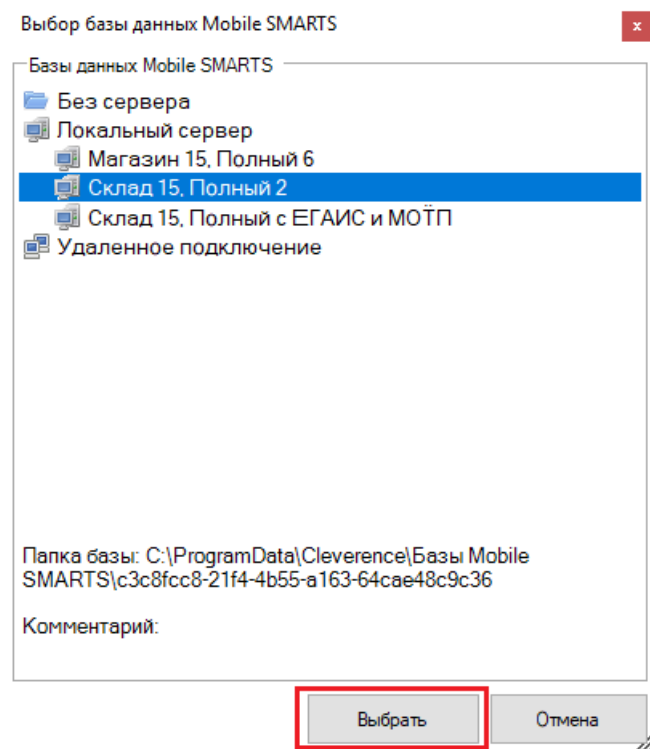 Выбор базы данных Mobile SMARTS
x
Базы данных Mobile SMARTS
Без сервера
Локальный сервер
Магазин 15, Полный 6
Склад 15, Полный 2
Склад 15, Полный с ЕГАИС и МОТП
Удаленное подключение
Папка базы: C:\ProgramData\Cleverence\Базы Mobile
SMARTS\c3c8fcc8-21f4-4b55-a163-64cae48c9c36
Комментарий:
Выбрать Отмена